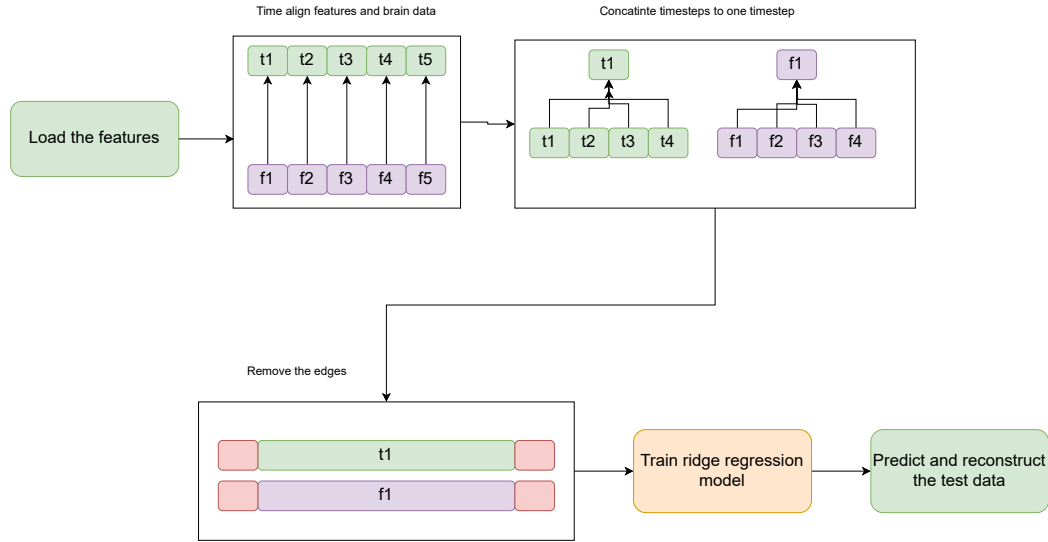 Time align features and brain data
Concatinte timesteps to one timestep
t1 t2 t3 t4 t5
t1
f1
Load the features
t1 t2 t3 t4
f1 f2 f3 f4
f1 f2 f3 f4 f5
Remove the edges
t1
f1
Train ridge regression
model
Predict and reconstruct
the test data